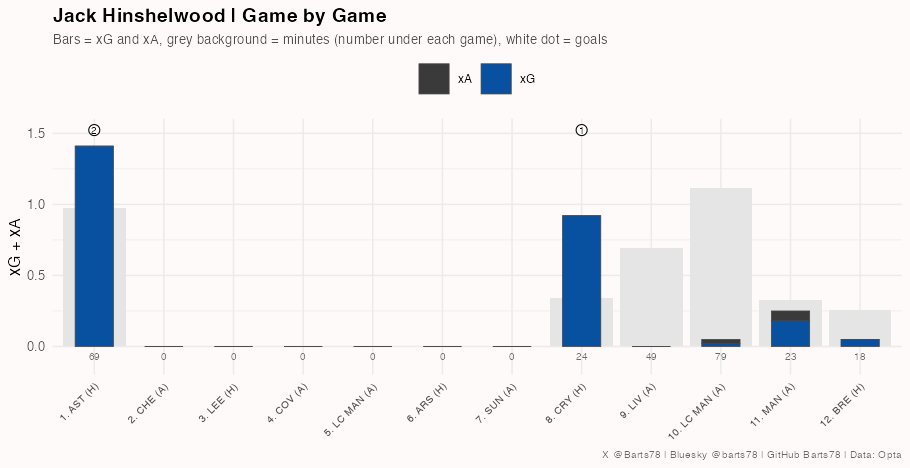 Jack Hinshelwood | Game by Game
Bars = xG and xA, grey background = minutes (number under each game), white dot = goals
xA xG
2 1
1.5
1.0
0.5
0.0
xG + xA
69 0 0 0 0 0 0 24 49 79 23 18
1. AST (H)
2. CHE (A)
3. LEE (H)
4. COV (A)
5. LC MAN (A)
6. ARS (H)
7. SUN (A)
8. CRY (H)
9. LIV (A)
10. LC MAN (A)
11. MAN (A)
12. BRE (H)
X @Barts78 | Bluesky @barts78 | GitHub Barts78 | Data: Opta